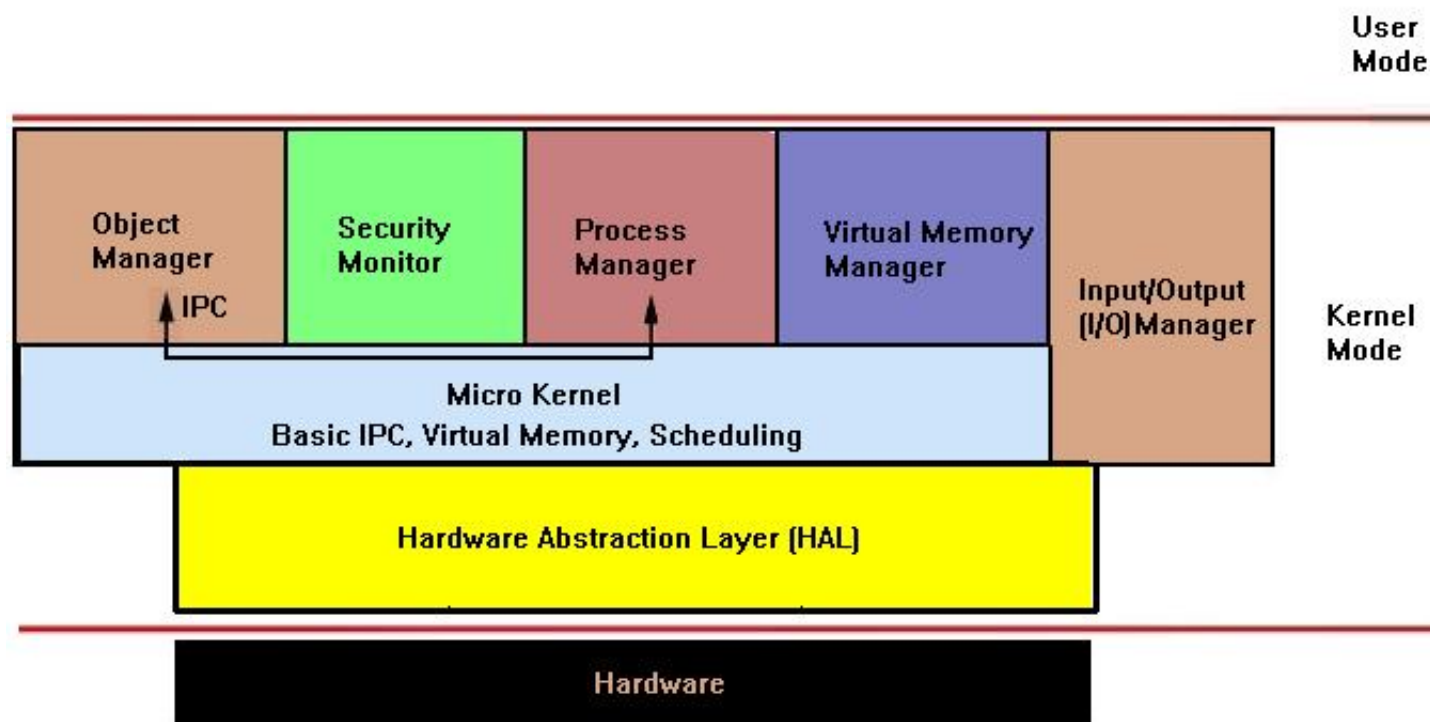 User
Mode
Object
Manager
IPC
Security
Monitor
Process
Manager
Virtual Memory
Manager
Input/Output
(I/O)Manager
Kernel
Mode
Micro Kernel
Basic IPC, Virtual Memory, Scheduling
Hardware Abstraction Layer (HAL)
Hardware